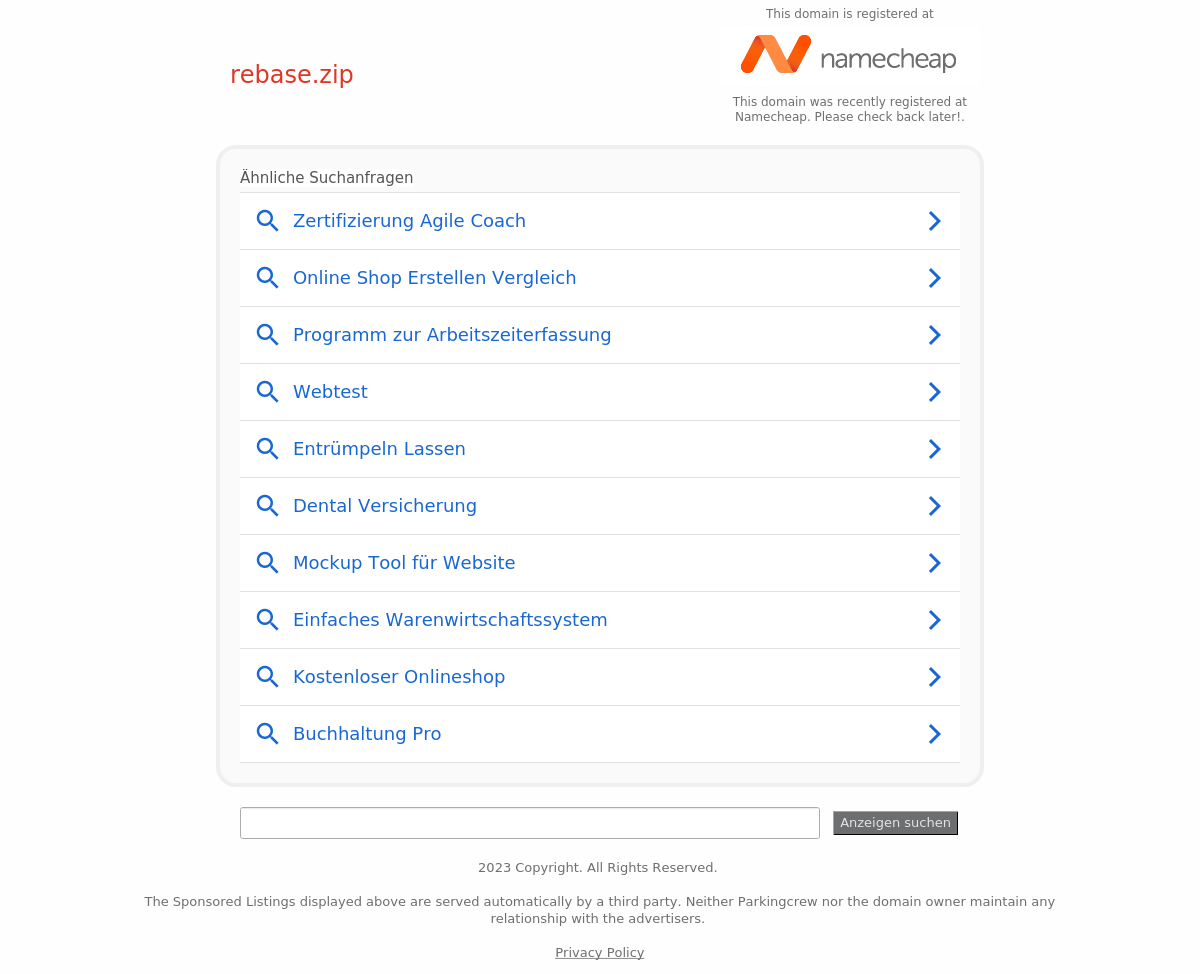 This domain is registered at
rebase.zip
namecheap
This domain was recently registered at
Namecheap. Please check back later!.
Ähnliche Suchanfragen
Zertifizierung Agile Coach
Online Shop Erstellen Vergleich
Programm zur Arbeitszeiterfassung
Webtest
Entrümpeln Lassen
Dental Versicherung
Mockup Tool für Website
Einfaches Warenwirtschaftssystem
Kostenloser Onlineshop
Buchhaltung Pro
Anzeigen suchen
2023 Copyright. All Rights Reserved.
The Sponsored Listings displayed above are served automatically by a third party. Neither Parkingcrew nor the domain owner maintain any
relationship with the advertisers.
Privacy Policy